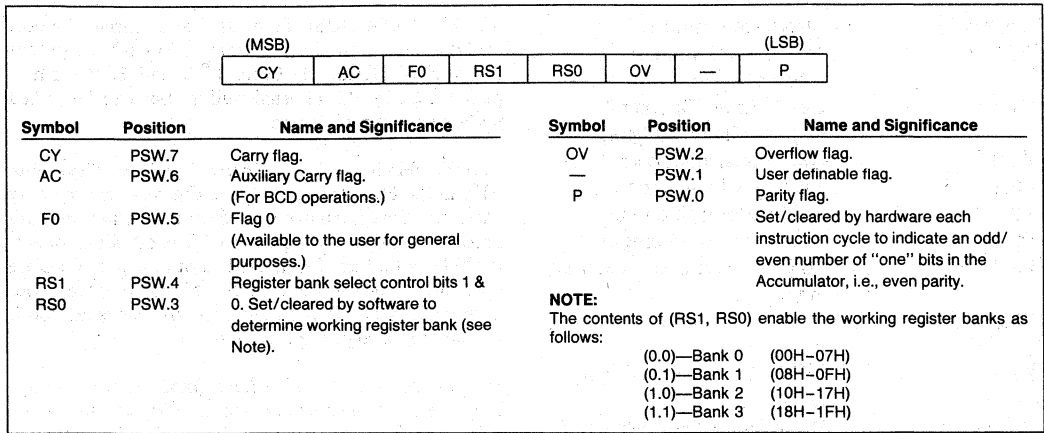 (MSB) (LSB)
CY AC F0 RS1 RS0 OV — P
Symbol Position Name and Significance
CY PSW.7 Carry flag.
AC PSW.6 Auxiliary Carry flag.
(For BCD operations.)
F0 PSW.5 Flag 0
(Available to the user for general
purposes.)
RS1 PSW.4 Register bank select control bits 1 &
RS0 PSW.3 0. Set/cleared by software to
determine working register bank (see
Note).
Symbol Position Name and Significance
OV PSW.2 Overflow flag.
— PSW.1 User definable flag.
P PSW.0 Parity flag.
Set/cleared by hardware each
instruction cycle to indicate an odd/
even number of "one" bits in the
Accumulator, i.e., even parity.
NOTE:
The contents of (RS1, RS0) enable the working register banks as
follows:
(0.0)—Bank 0 (00H–07H)
(0.1)—Bank 1 (08H–0FH)
(1.0)—Bank 2 (10H–17H)
(1.1)—Bank 3 (18H–1FH)